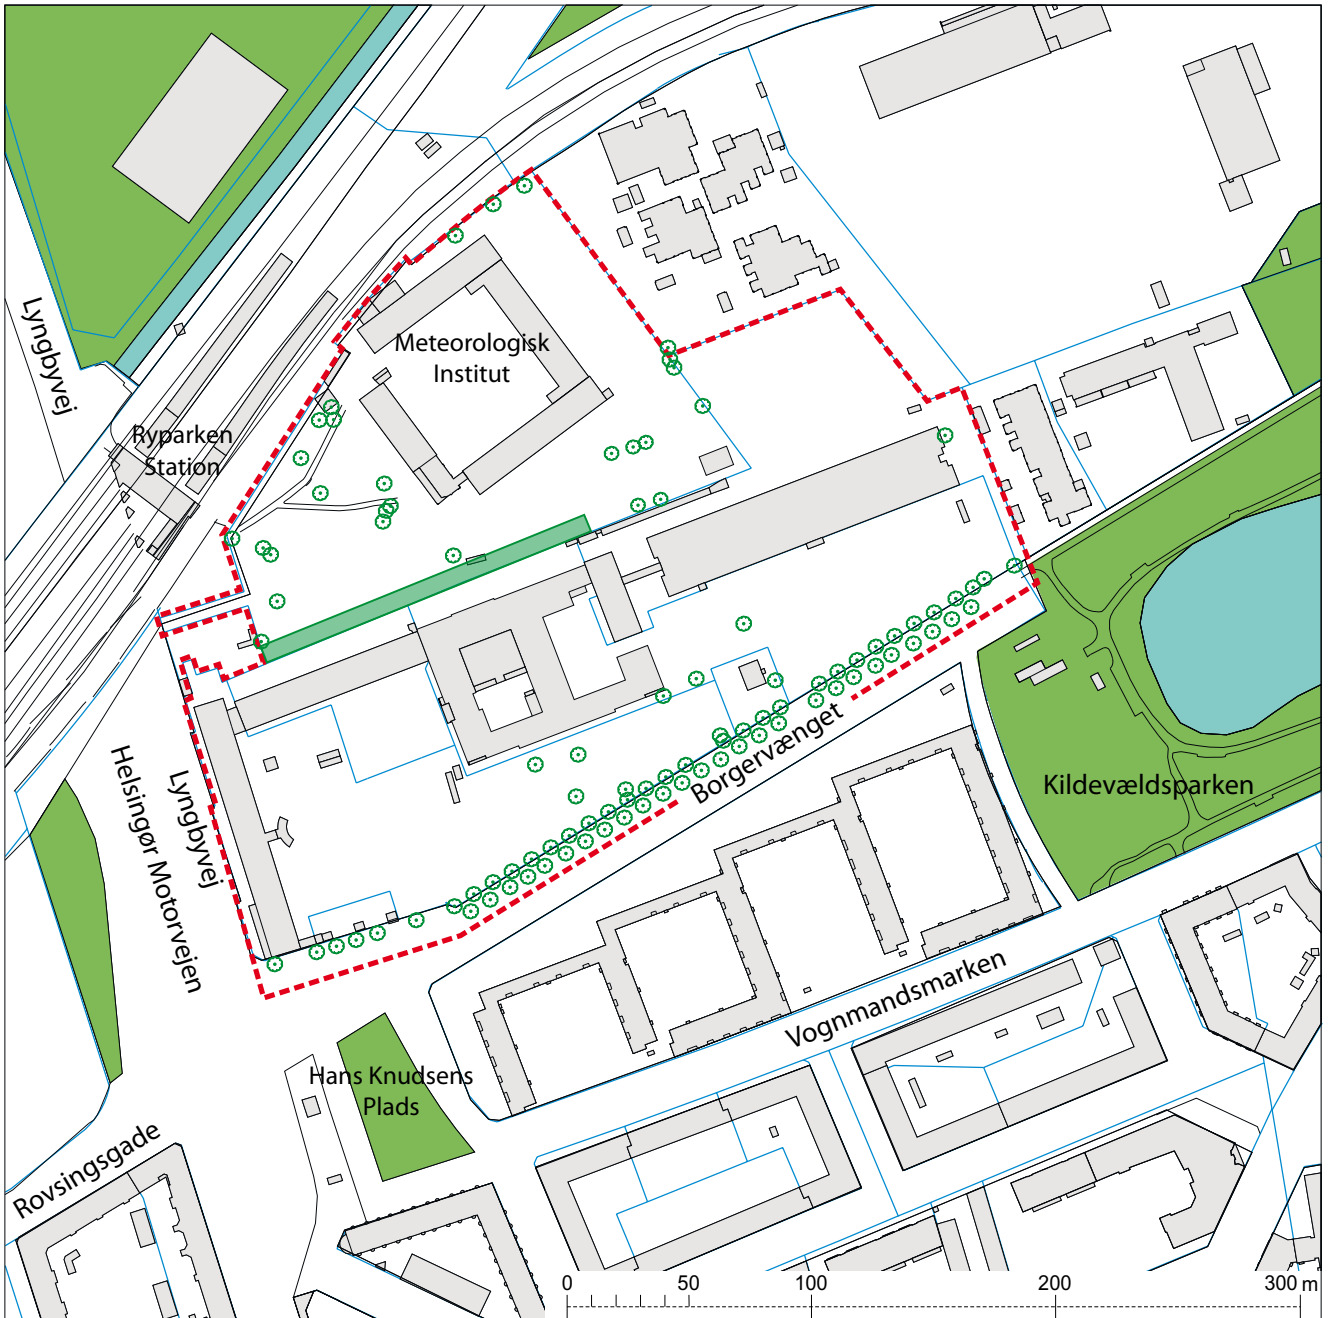 Meteorologisk
Institut
Lyngbyvej
Ryparken
Station
Borgervænget
Kildevældsparken
Lyngbyvej
Helsingør Motorvejen
Vognmandsmarken
Hans Knudsens
Plads
Rovsingsgade
0 50 100 200 300 m